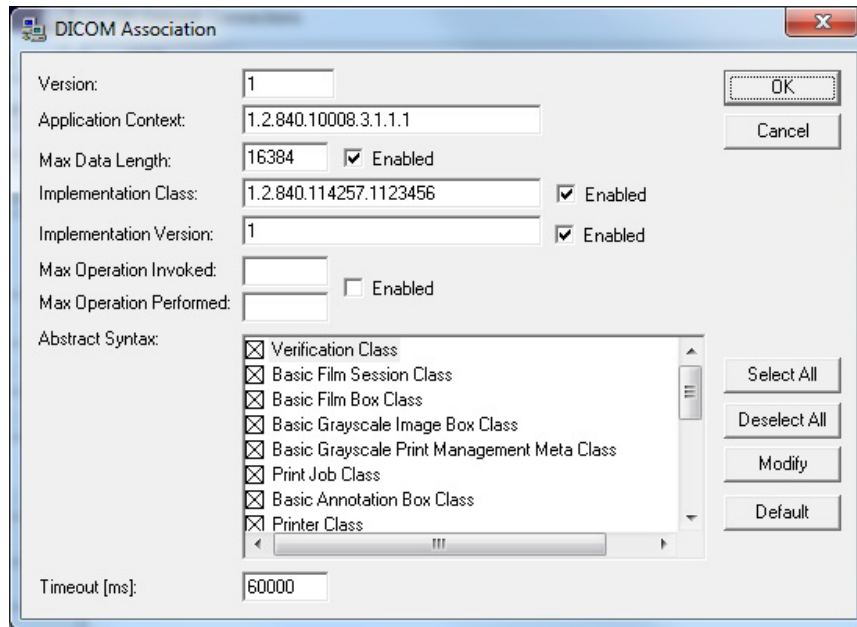 DICOM Association
Version:
1
OK
Application Context:
1.2.840.10008.3.1.1.1
Cancel
Max Data Length:
16384
Enabled
Implementation Class:
1.2.840.114257.1123456
Enabled
Implementation Version:
1
Enabled
Max Operation Invoked:
Enabled
Max Operation Performed:
Abstract Syntax:
Verification Class
Basic Film Session Class
Basic Film Box Class
Basic Grayscale Image Box Class
Basic Grayscale Print Management Meta Class
Print Job Class
Basic Annotation Box Class
Printer Class
Select All
Deselect All
Modify
Default
Timeout [ms]:
60000